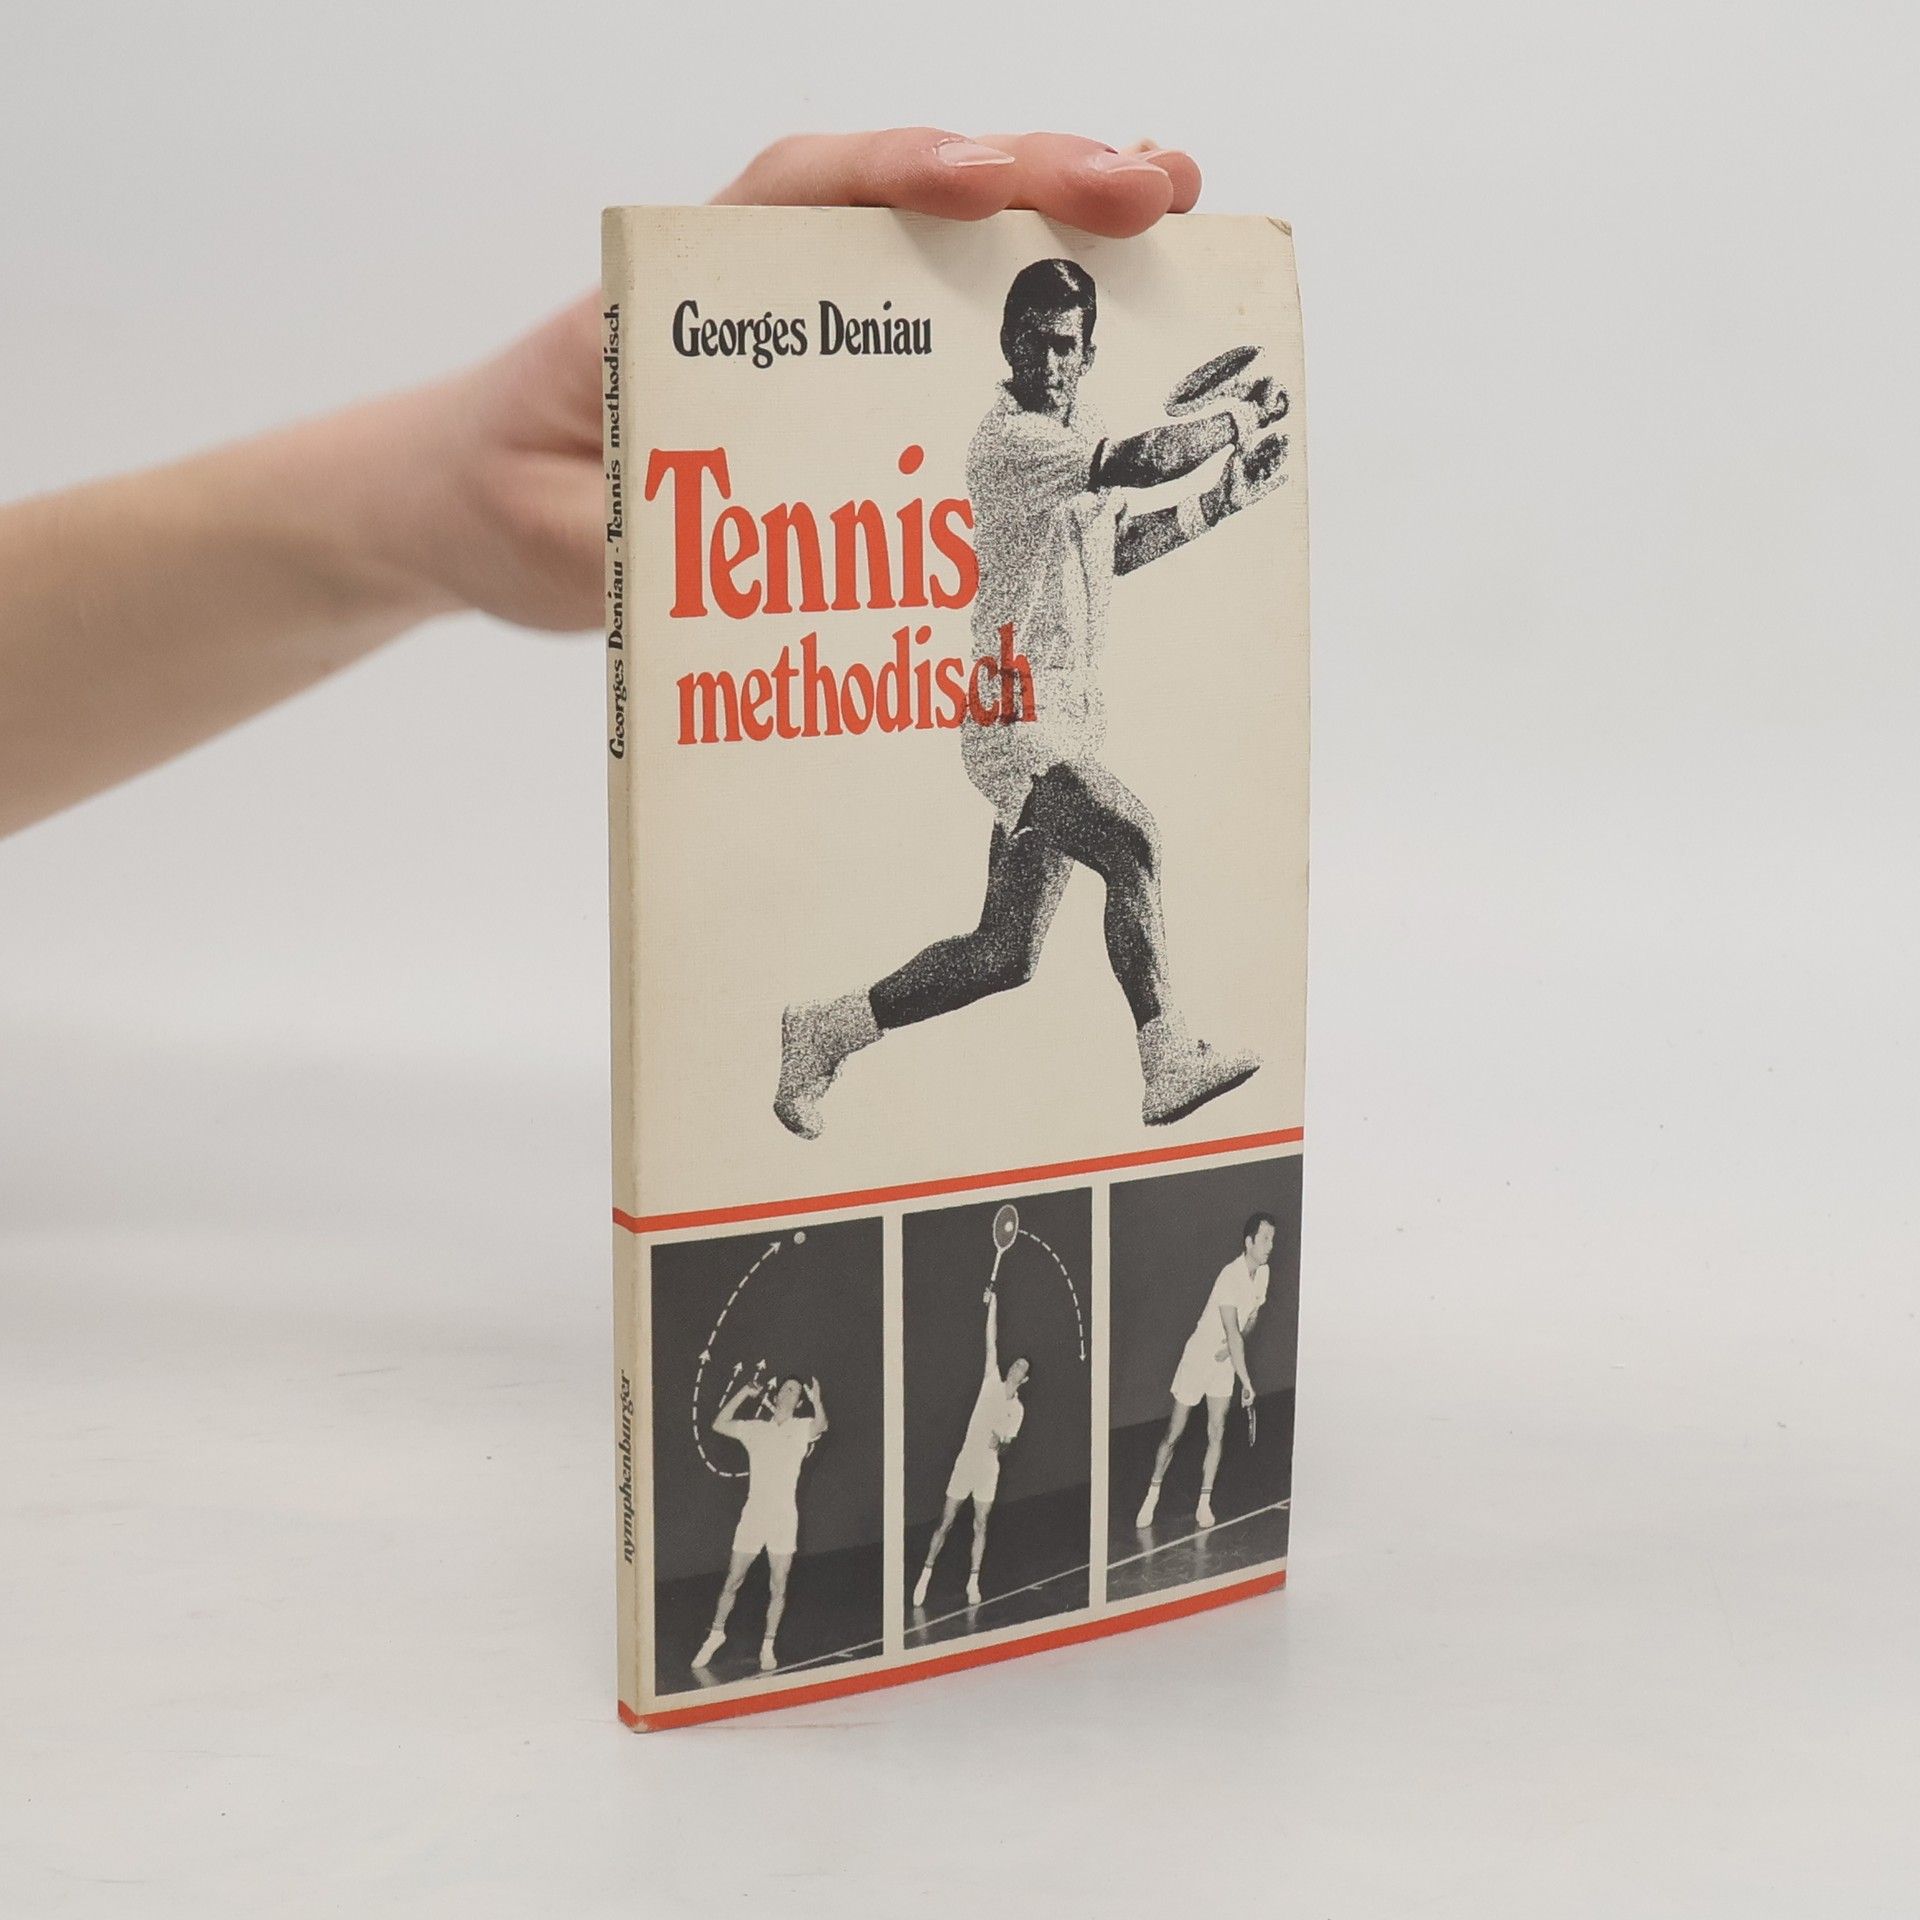 Georges Deniau
Tennis
methodisch
Georges Deniau · Tennis methodisch
nymphenburger